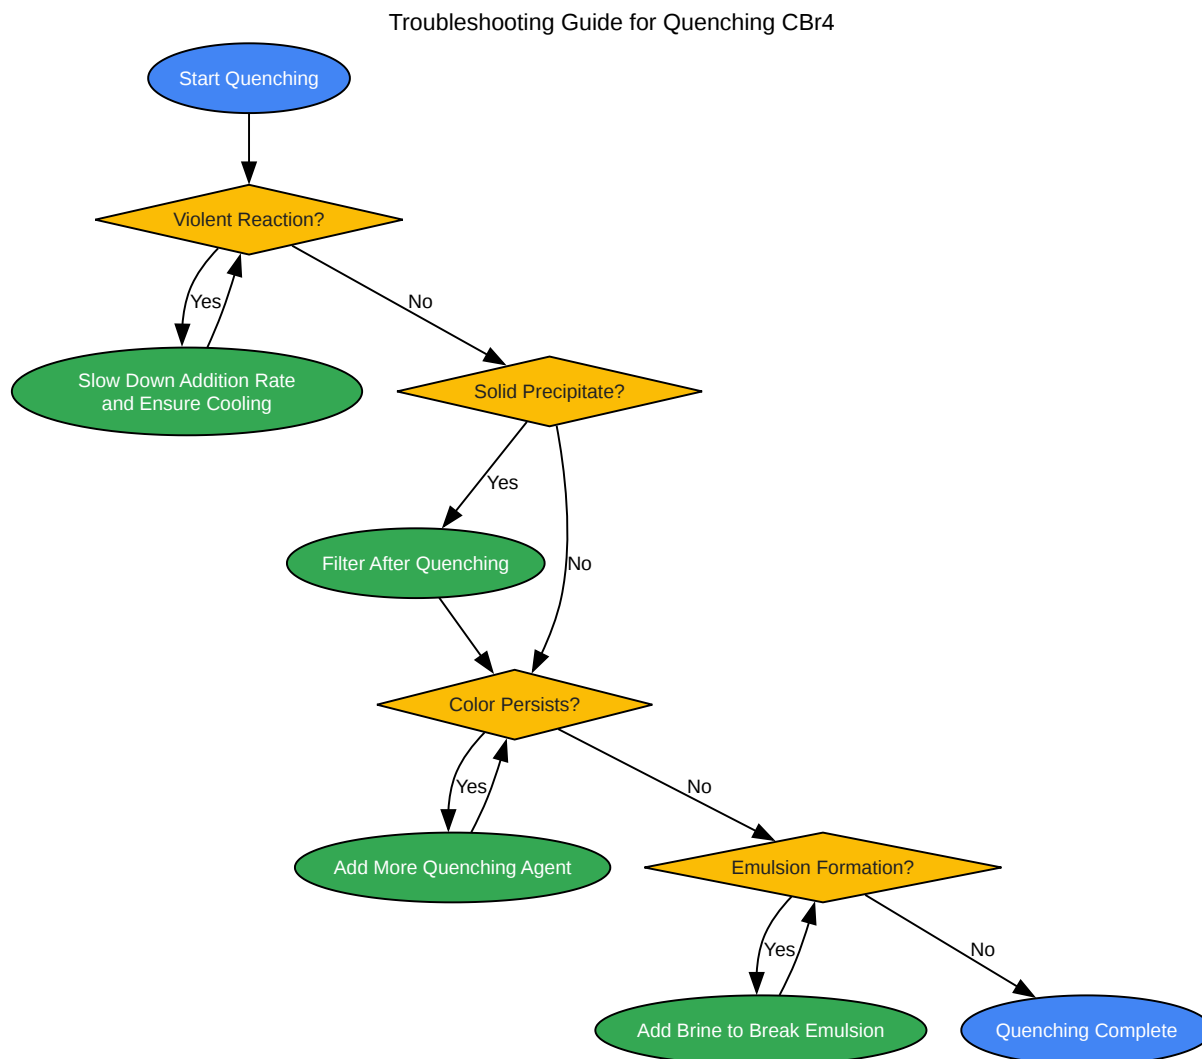 Troubleshooting Guide for Quenching CBr4
Start Quenching
Violent Reaction?
Yes
No
Slow Down Addition Rate
and Ensure Cooling
Solid Precipitate?
Yes
No
Filter After Quenching
Color Persists?
Yes
No
Add More Quenching Agent
Emulsion Formation?
Yes
No
Add Brine to Break Emulsion
Quenching Complete